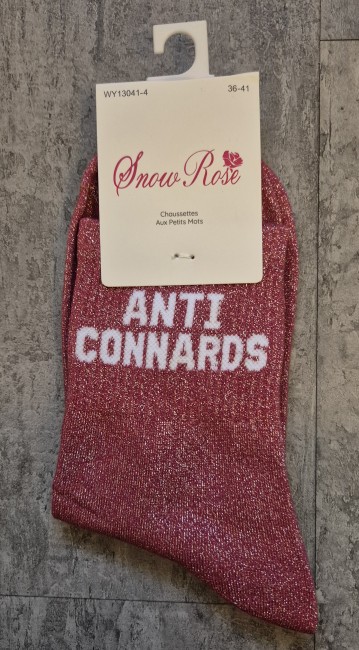 WY13041-4 36-41
Snow Rose
Chaussettes
Aux Petits Mots
ANTI
CONNARDS